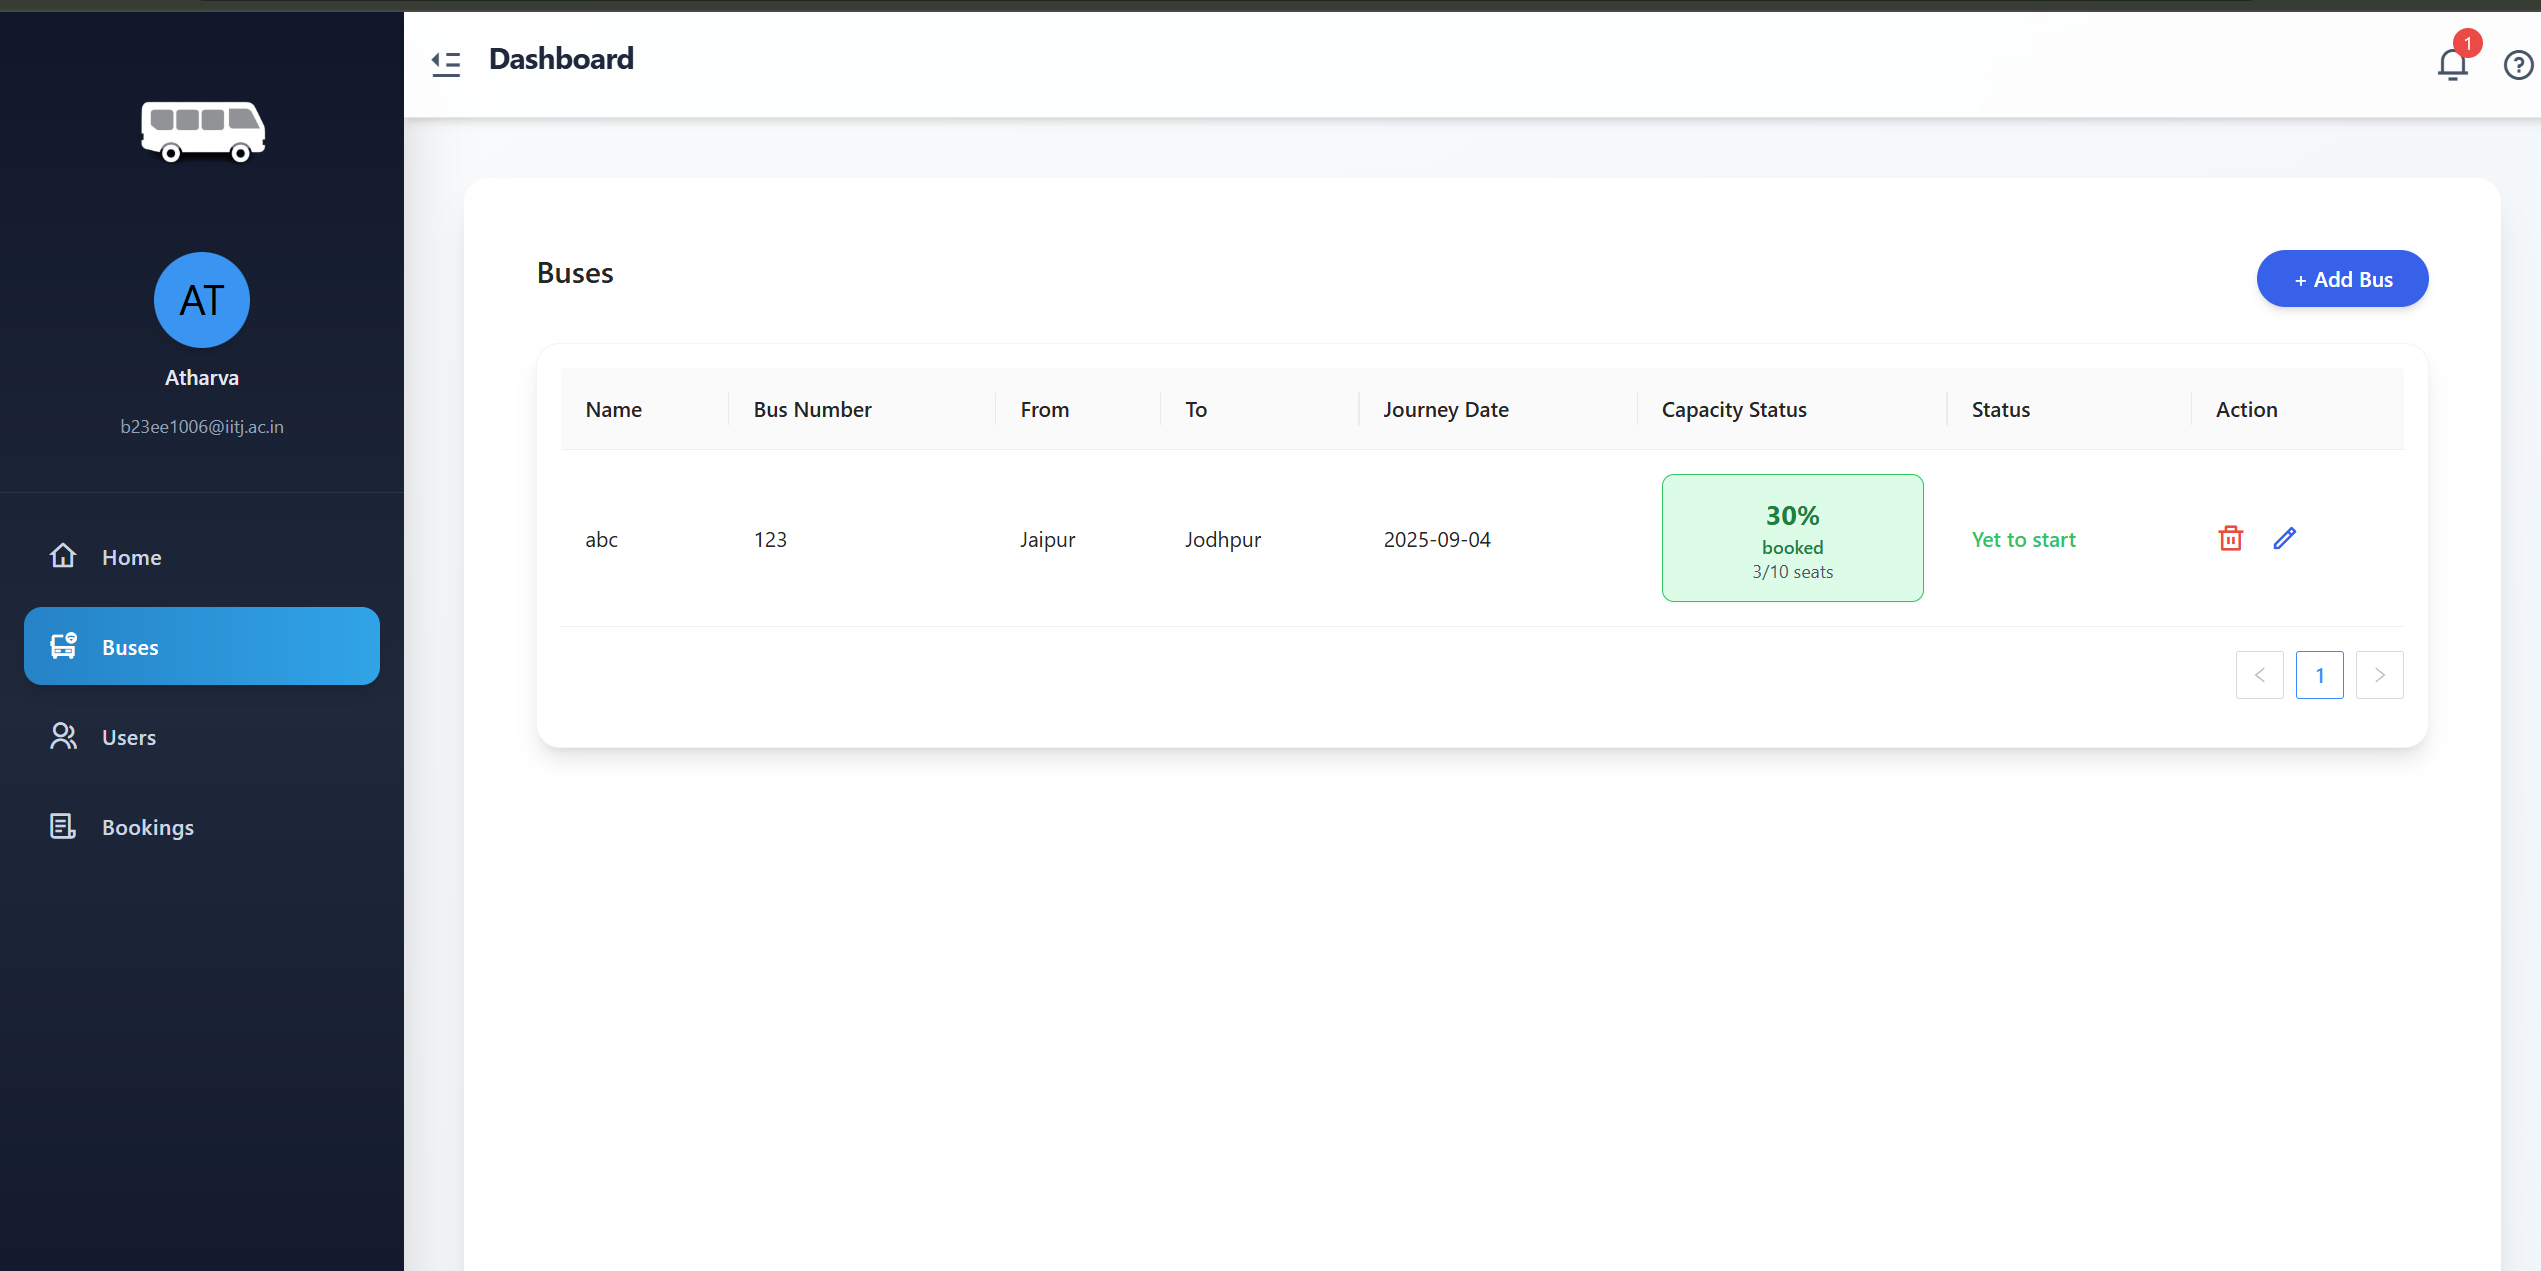 Dashboard
1
AT
Atharva
b23ee1006@iitj.ac.in
Home
Buses
Users
Bookings
Buses
+ Add Bus
Name Bus Number From To Journey Date Capacity Status Status Action
abc 123 Jaipur Jodhpur 2025-09-04 30% Yet to start
booked
3/10 seats
< 1 >